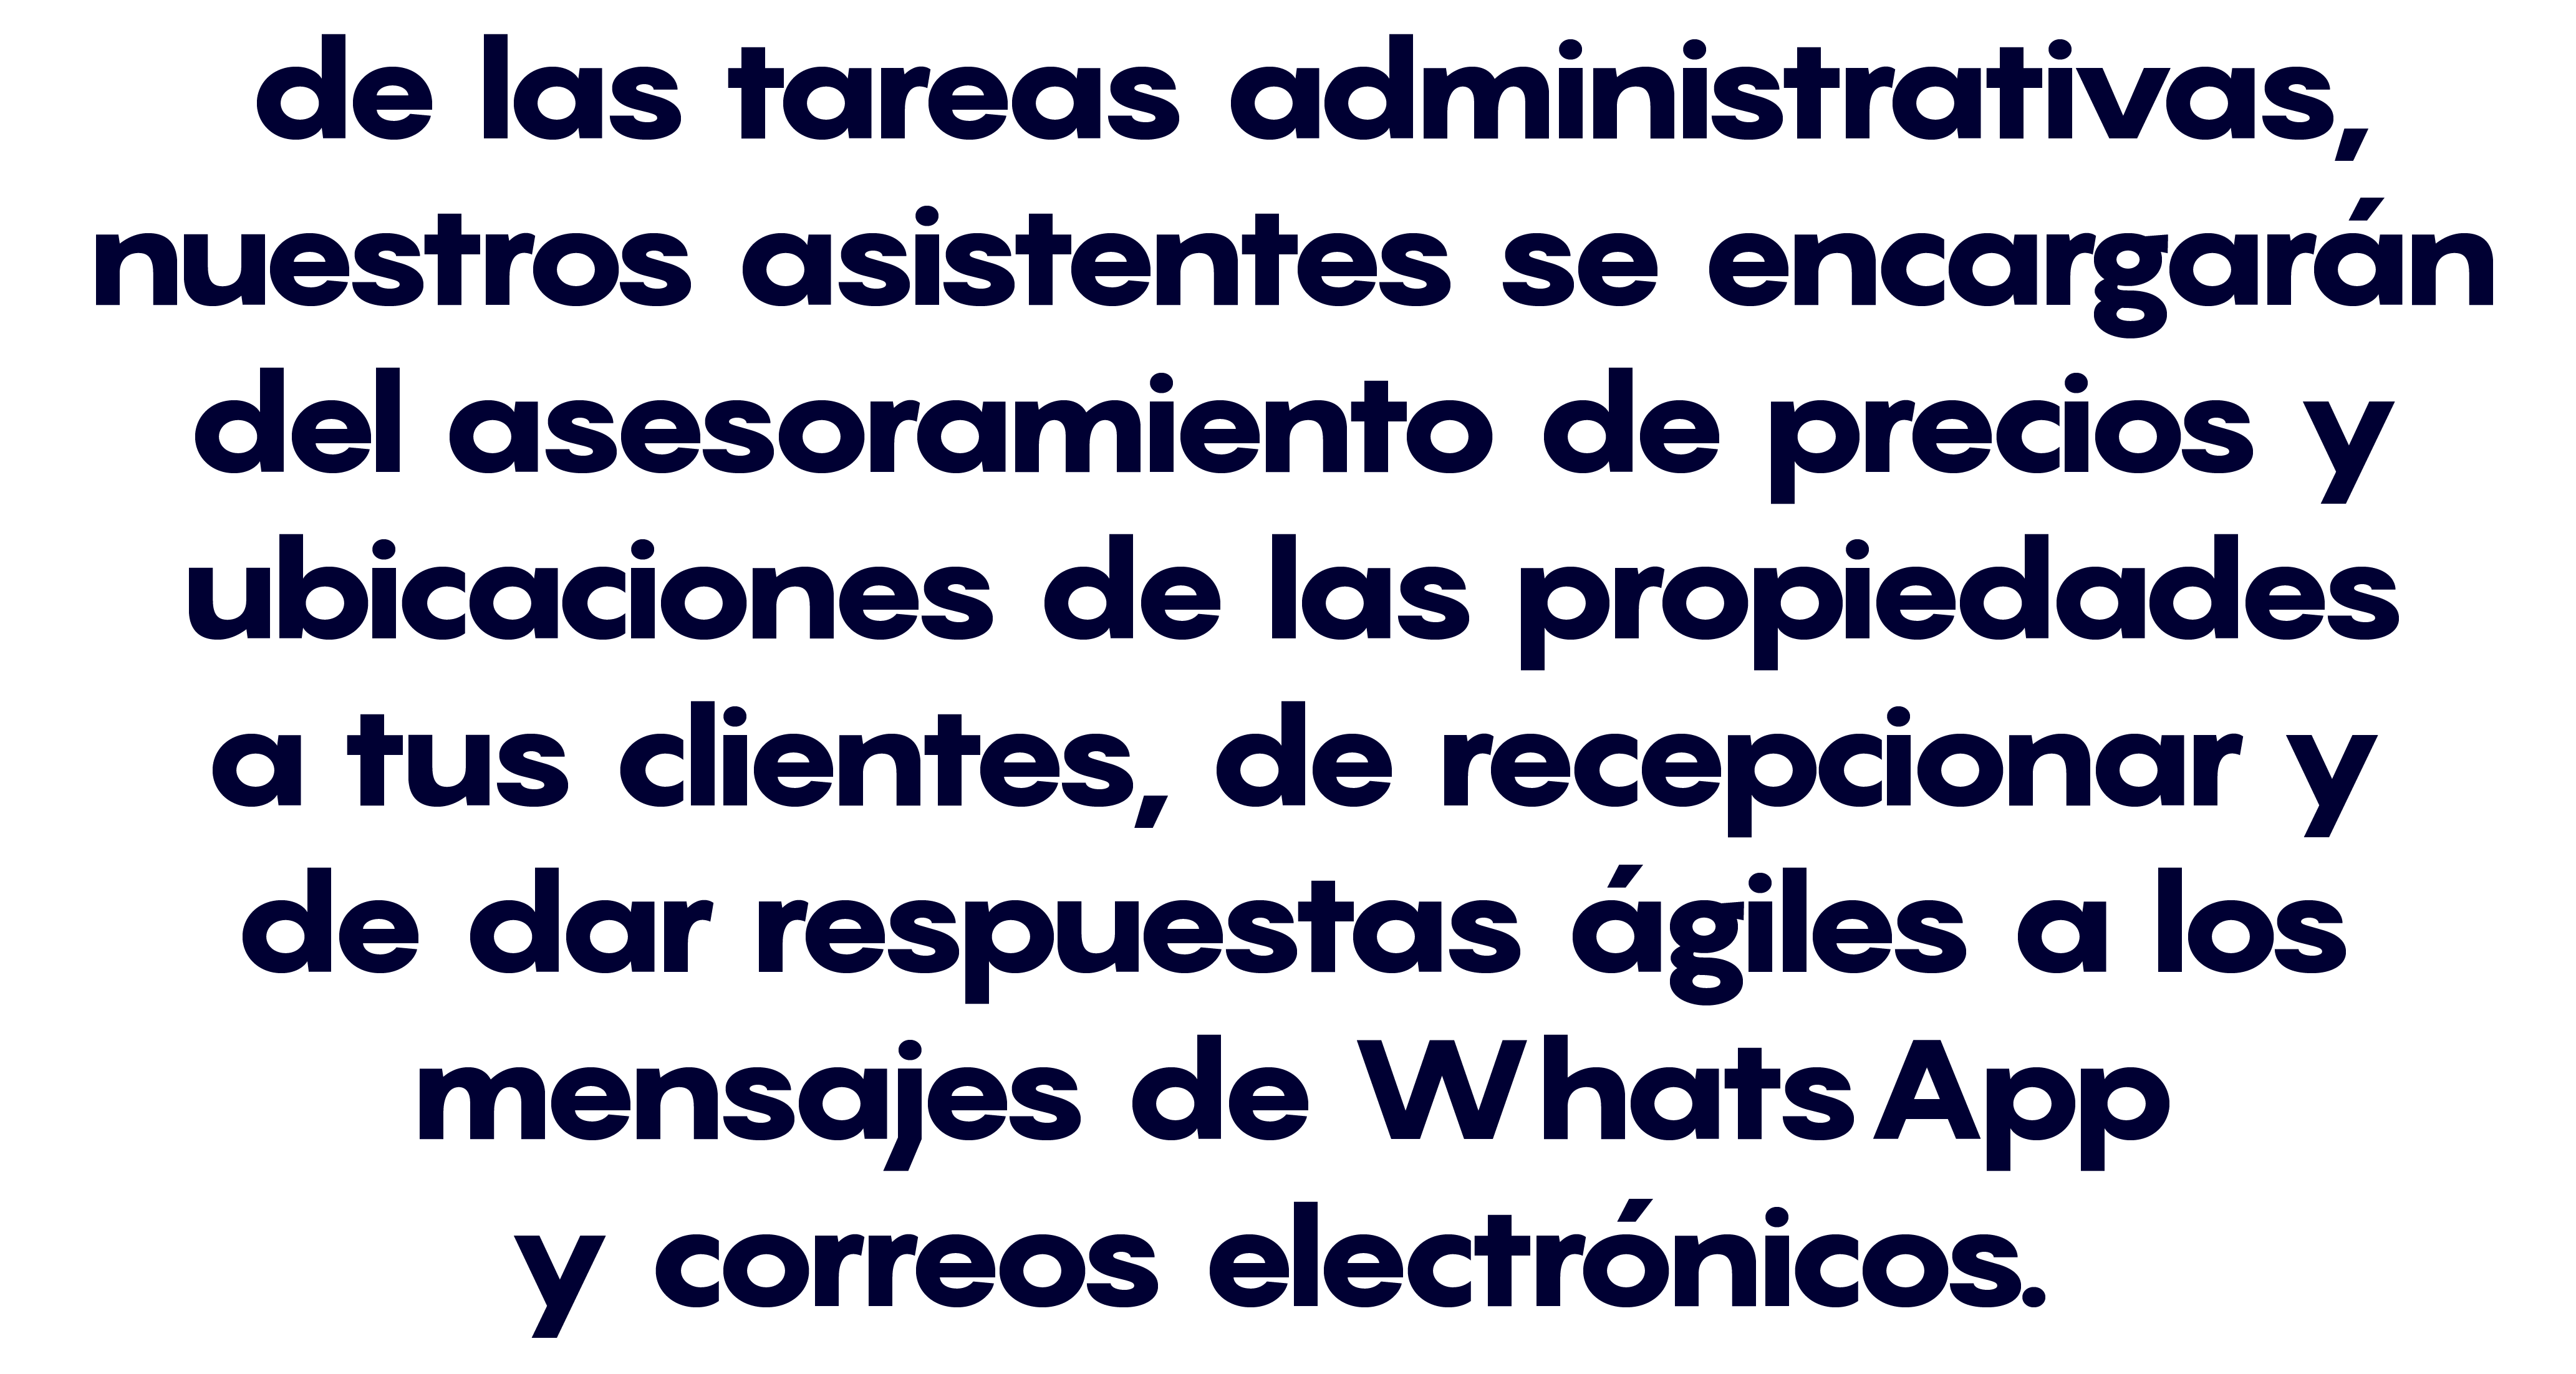 de las tareas administrativas,
nuestros asistentes se encargarán
del asesoramiento de precios y
ubicaciones de las propiedades
a tus clientes, de recepcionar y
de dar respuestas ágiles a los
mensajes de WhatsApp
y correos electrónicos.